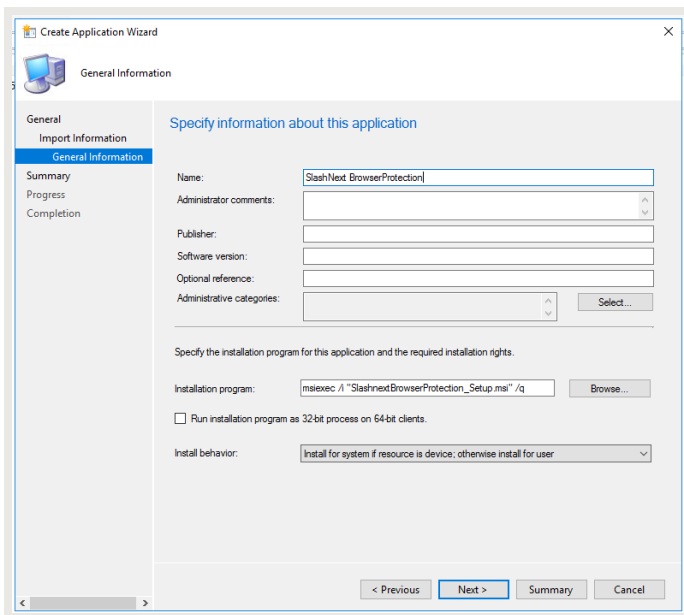 Create Application Wizard
General Information
General
Import Information
General Information
Summary
Progress
Completion
Specify information about this application
Name: SlashNext BrowserProtection
Administrator comments:
Publisher:
Software version:
Optional reference:
Administrative categories: Select...
Specify the installation program for this application and the required installation rights.
Installation program: msiexec /i "SlashnextBrowserProtection_Setup.msi" /q Browse...
Run installation program as 32-bit process on 64-bit clients.
Install behavior: Install for system if resource is device; otherwise install for user
< Previous Next > Summary Cancel